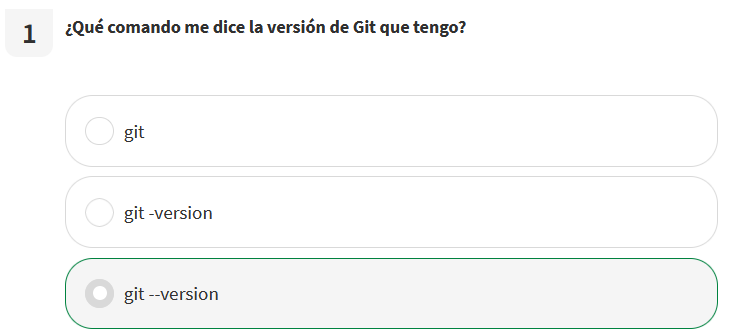 1
¿Qué comando me dice la versión de Git que tengo?
git
git -version
git --version